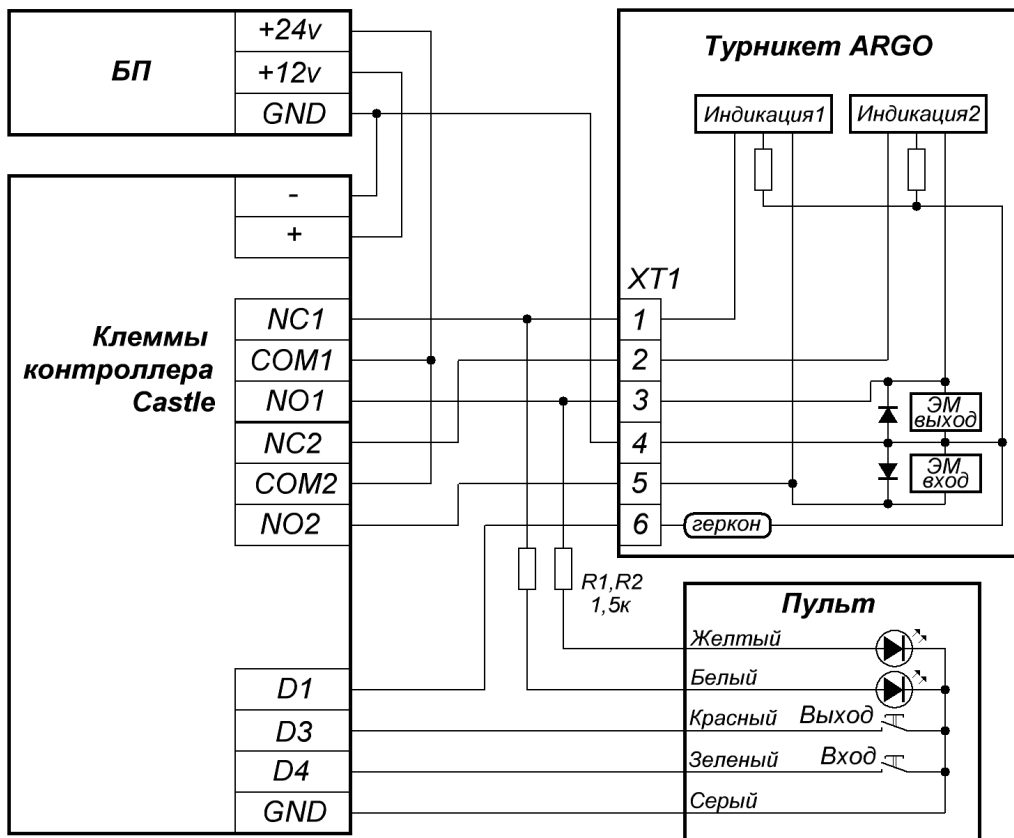 БП
+24v
+12v
GND
Клеммы
контроллера
Castle
-
+
NC1
COM1
NO1
NC2
COM2
NO2
D1
D3
D4
GND
Турникет ARGO
Индикация1
Индикация2
XT1
1
2
3
4
5
6
ЭМ
выход
ЭМ
вход
геркон
R1,R2
1,5к
Пульт
Желтый
Белый
Красный
Выход
Зеленый
Вход
Серый